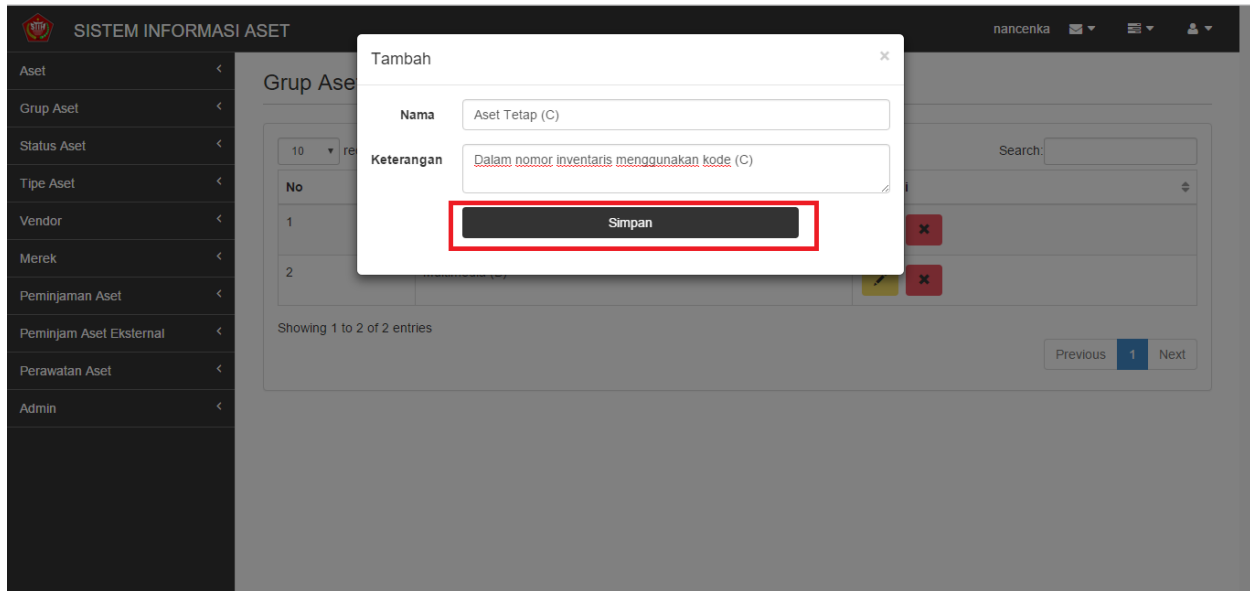 SISTEM INFORMASI ASET
nancenka
Aset
Grup Aset
Status Aset
Tipe Aset
Vendor
Merek
Peminjaman Aset
Peminjam Aset Eksternal
Perawatan Aset
Admin
Grup Ase
Tambah
×
Nama
Aset Tetap (C)
Keterangan
Dalam nomor inventaris menggunakan kode (C)
Simpan
10 re
Search:
No
i
1
2
Showing 1 to 2 of 2 entries
Previous 1 Next